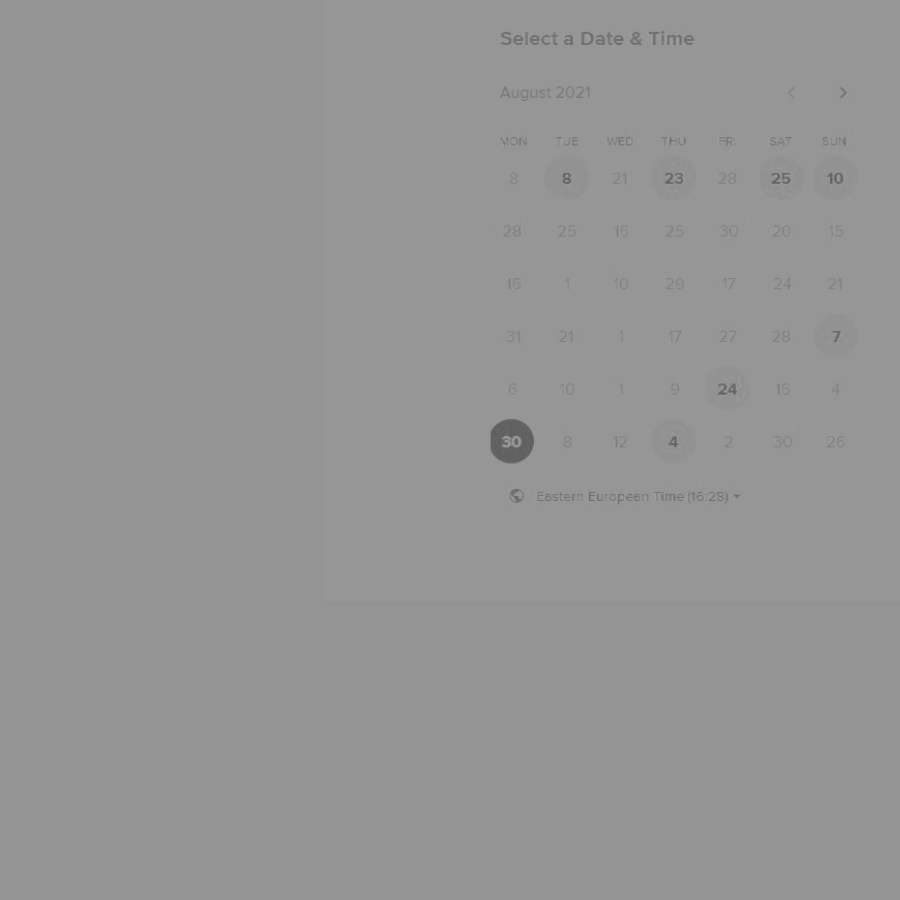 Select a Date & Time
August 2021
MON TUE WED THU FRI SAT SUN
8 8 21 23 28 25 10
28 25 16 25 30 20 15
15 1 10 29 17 24 21
31 21 1 17 27 28 7
6 10 1 9 24 16 4
30 8 12 4 2 30 26
Eastern European Time (16:28)